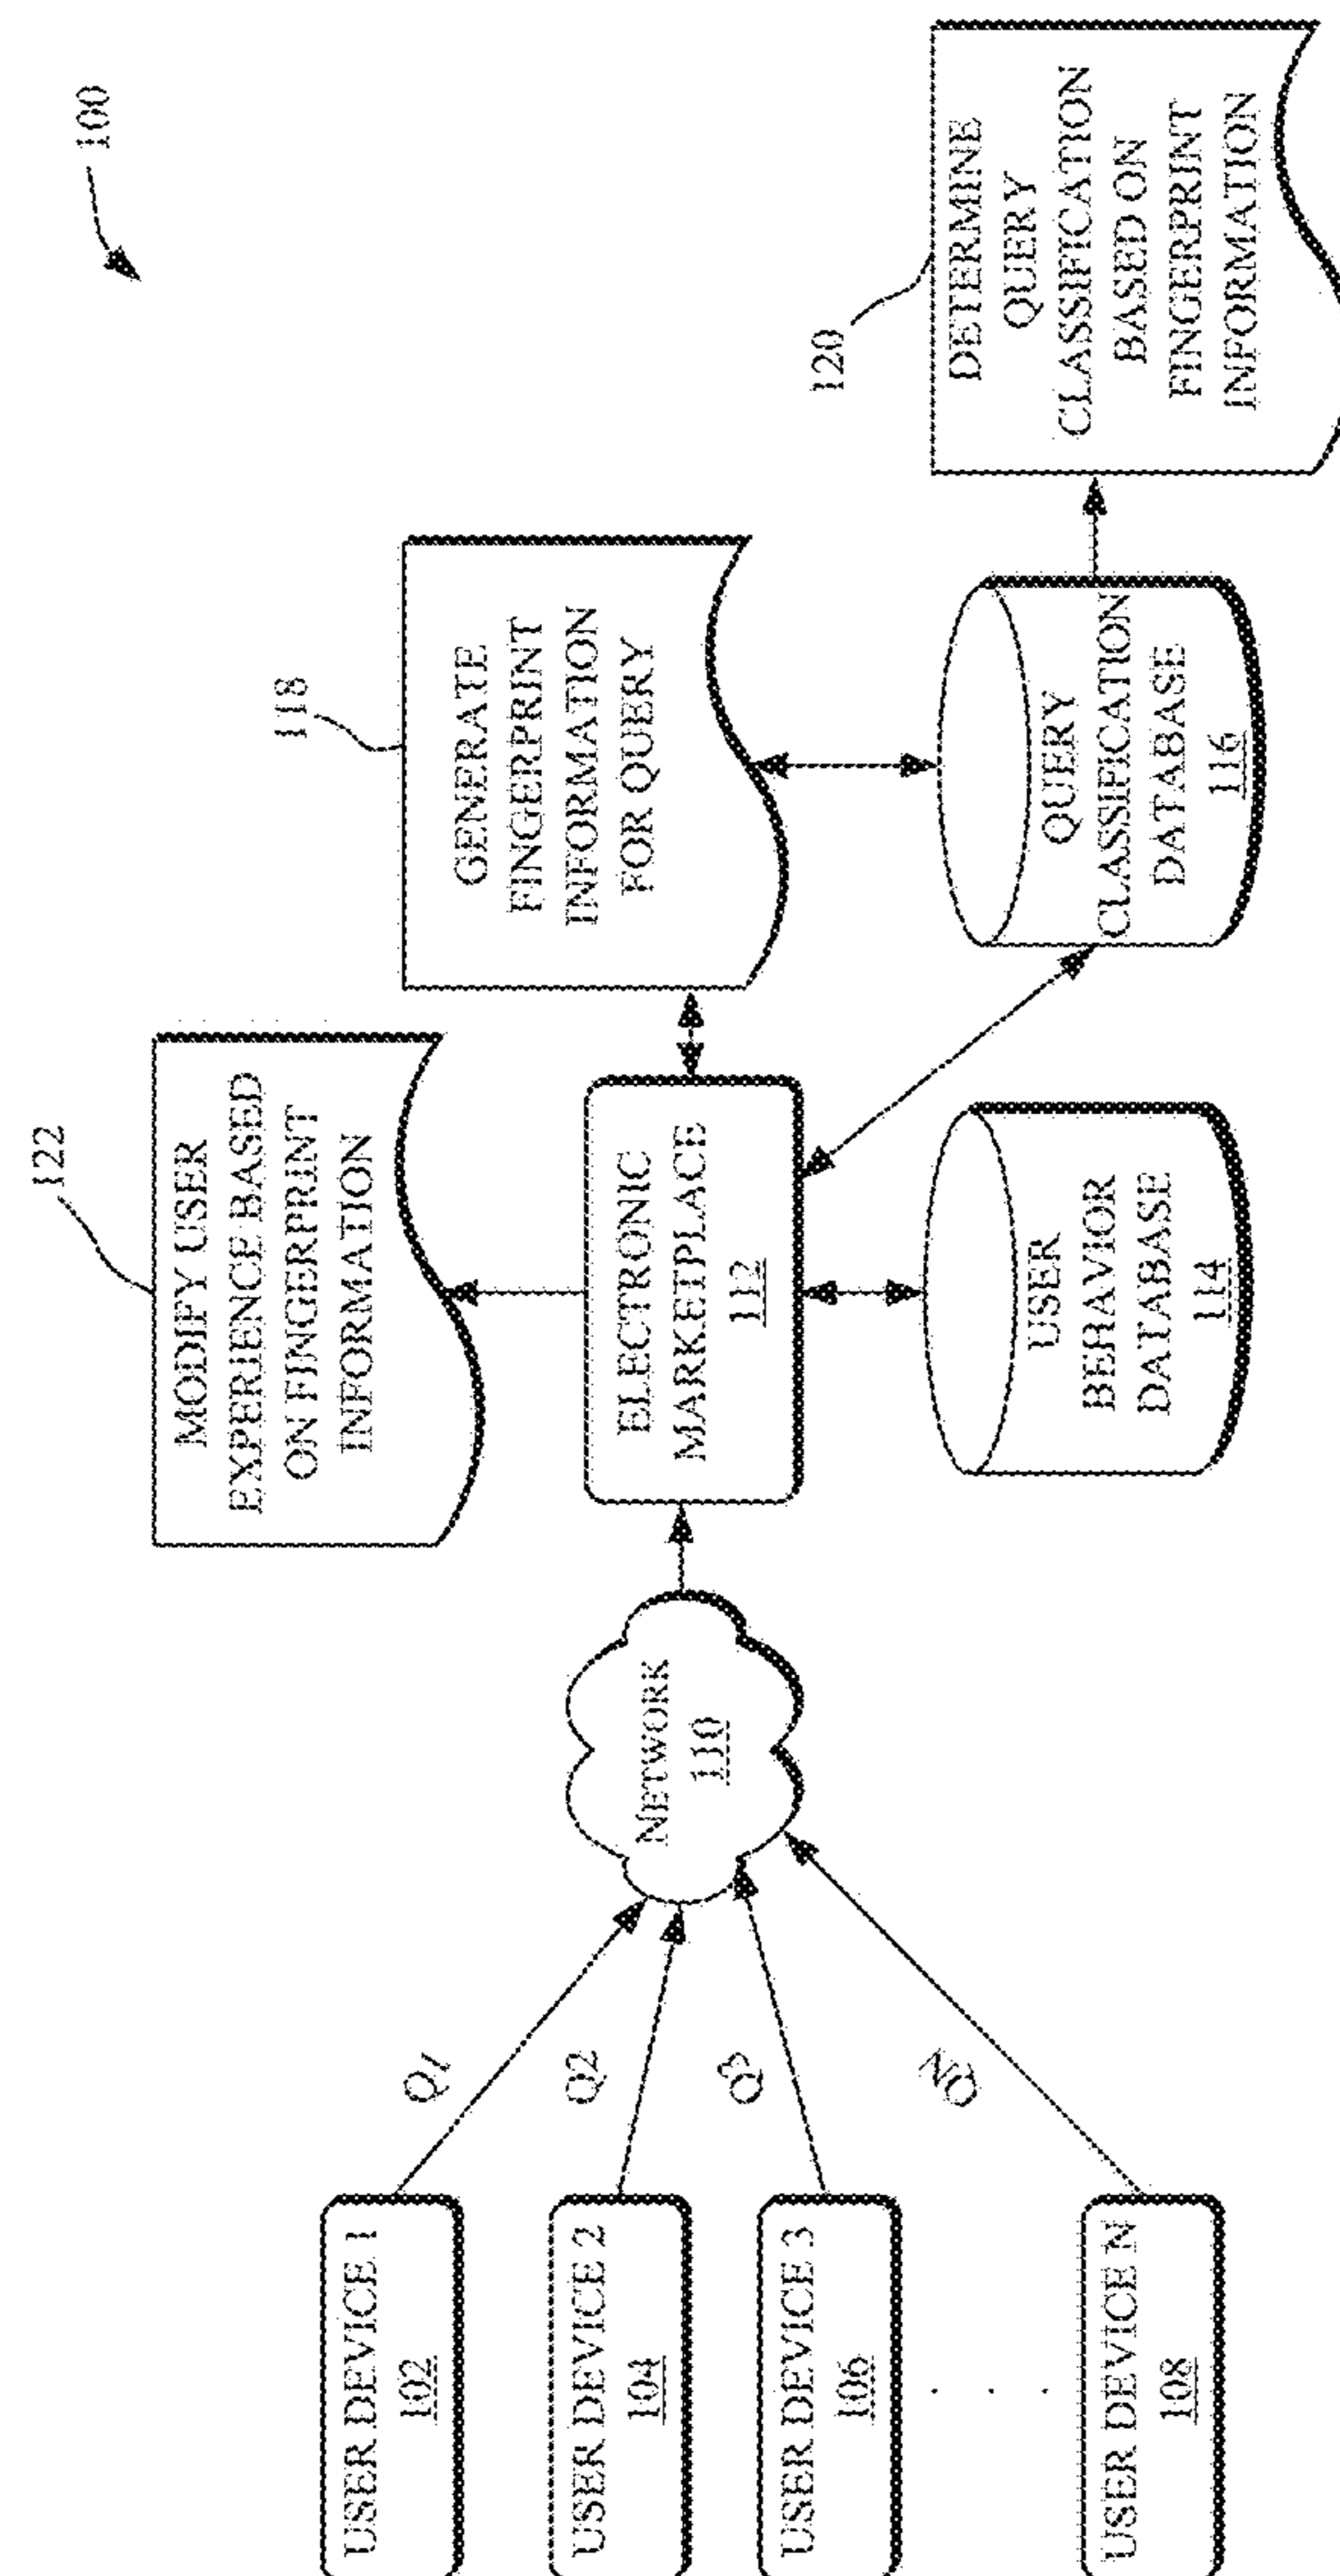 100
122
MODIFY USER
EXPERIENCE BASED
ON FINGERPRINT
INFORMATION
118
GENERATE
FINGERPRINT
INFORMATION
FOR QUERY
120
DETERMINE
QUERY
CLASSIFICATION
BASED ON
FINGERPRINT
INFORMATION
USER DEVICE 1
102
USER DEVICE 2
104
USER DEVICE 3
106
. . .
USER DEVICE N
108
Q1
Q2
Q3
QN
NETWORK
110
ELECTRONIC
MARKETPLACE
112
USER
BEHAVIOR
DATABASE
114
QUERY
CLASSIFICATION
DATABASE
116